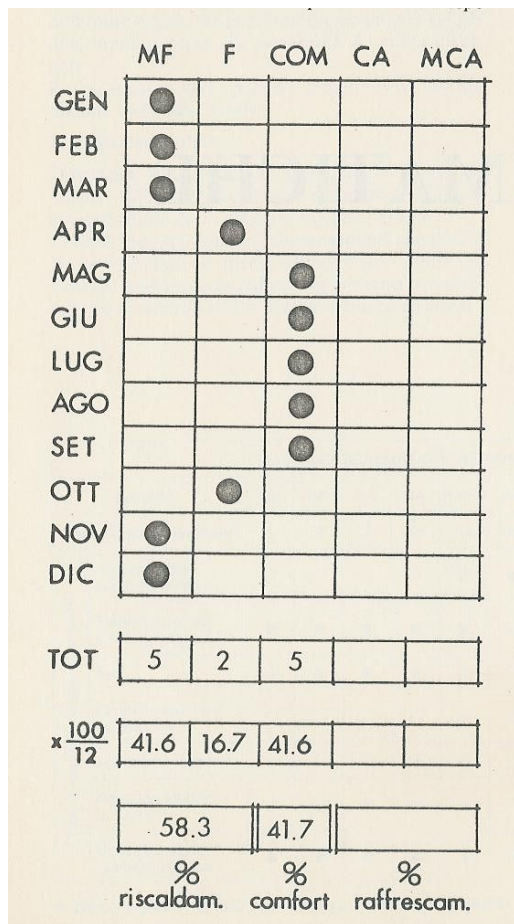 MF F COM CA MCA
GEN
FEB
MAR
APR
MAG
GIU
LUG
AGO
SET
OTT
NOV
DIC
TOT 5 2 5
x 100/12 41.6 16.7 41.6
58.3 41.7
% % %
riscaldam. comfort raffrescam.